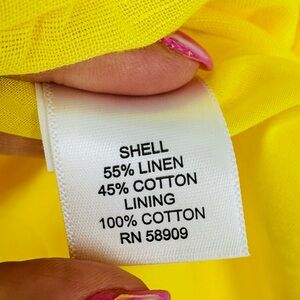 SHELL
55% LINEN
45% COTTON
LINING
100% COTTON
RN 58909